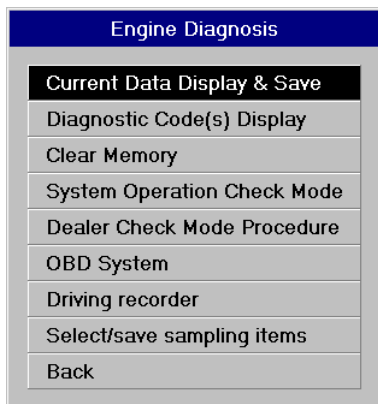 Engine Diagnosis
Current Data Display & Save
Diagnostic Code(s) Display
Clear Memory
System Operation Check Mode
Dealer Check Mode Procedure
OBD System
Driving recorder
Select/save sampling items
Back